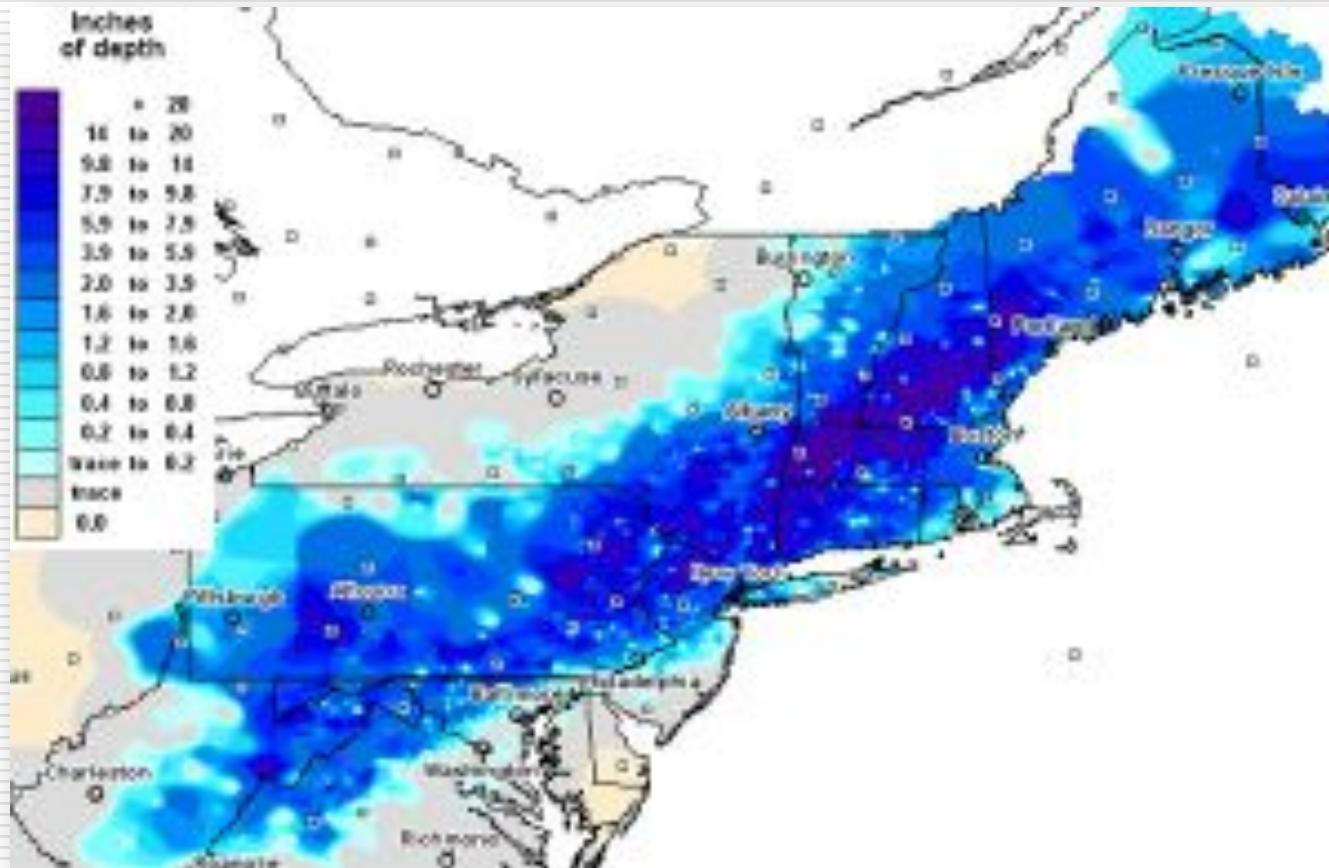 Inches
of depth
20
14 to 20
9.8 to 14
7.9 to 9.8
5.9 to 7.9
3.9 to 5.9
2.0 to 3.9
1.6 to 2.0
1.2 to 1.6
0.8 to 1.2
0.4 to 0.8
0.2 to 0.4
trace to 0.2
trace
0.0
Presque Isle
Bangor
Burlington
Portland
Rochester
Syracuse
Buffalo
Albany
Boston
New York
Pittsburgh
Altoona
Philadelphia
Baltimore
Washington
Charleston
Richmond
Roanoke